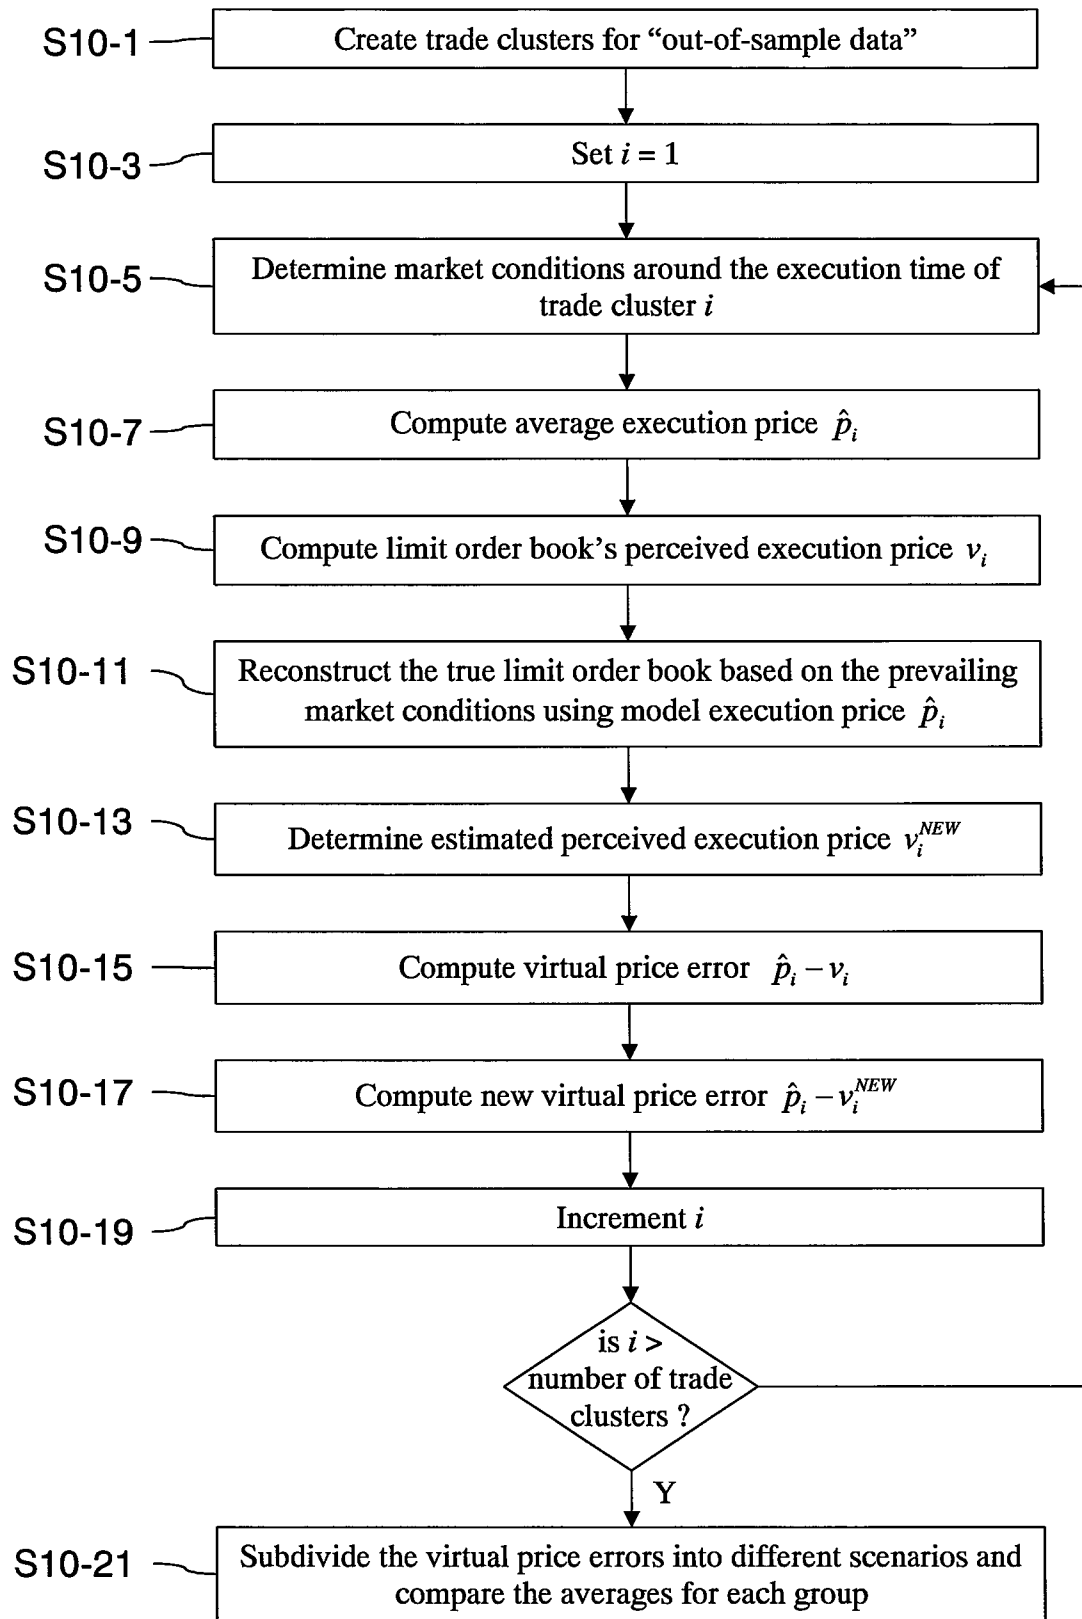 S10-1
Create trade clusters for “out-of-sample data”
S10-3
Set i = 1
S10-5
Determine market conditions around the execution time of
trade cluster i
S10-7
Compute average execution price p̂ᵢ
S10-9
Compute limit order book’s perceived execution price vᵢ
S10-11
Reconstruct the true limit order book based on the prevailing
market conditions using model execution price p̂ᵢ
S10-13
Determine estimated perceived execution price vᵢ^NEW
S10-15
Compute virtual price error p̂ᵢ – vᵢ
S10-17
Compute new virtual price error p̂ᵢ – vᵢ^NEW
S10-19
Increment i
is i >
number of trade
clusters ?
Y
S10-21
Subdivide the virtual price errors into different scenarios and
compare the averages for each group